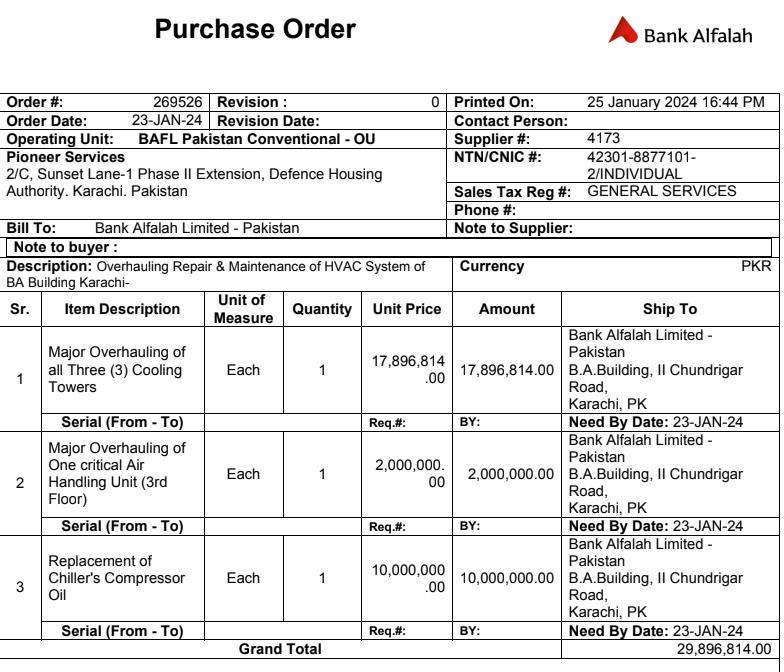 Purchase Order
Bank Alfalah
Order #: 269526 Revision : 0 Printed On: 25 January 2024 16:44 PM
Order Date: 23-JAN-24 Revision Date: Contact Person:
Operating Unit: BAFL Pakistan Conventional - OU Supplier #: 4173
Pioneer Services
2/C, Sunset Lane-1 Phase II Extension, Defence Housing
Authority. Karachi. Pakistan
NTN/CNIC #: 42301-8877101-
2/INDIVIDUAL
Sales Tax Reg #: GENERAL SERVICES
Phone #:
Bill To: Bank Alfalah Limited - Pakistan Note to Supplier:
Note to buyer :
Description: Overhauling Repair & Maintenance of HVAC System of
BA Building Karachi-
Currency PKR
Sr. Item Description Unit of
Measure Quantity Unit Price Amount Ship To
1
Major Overhauling of
all Three (3) Cooling
Towers
Each
1
17,896,814
.00
17,896,814.00
Bank Alfalah Limited -
Pakistan
B.A.Building, II Chundrigar
Road,
Karachi, PK
Serial (From - To) Req.#: BY: Need By Date: 23-JAN-24
2
Major Overhauling of
One critical Air
Handling Unit (3rd
Floor)
Each
1
2,000,000.
00
2,000,000.00
Bank Alfalah Limited -
Pakistan
B.A.Building, II Chundrigar
Road,
Karachi, PK
Serial (From - To) Req.#: BY: Need By Date: 23-JAN-24
3
Replacement of
Chiller's Compressor
Oil
Each
1
10,000,000
.00
10,000,000.00
Bank Alfalah Limited -
Pakistan
B.A.Building, II Chundrigar
Road,
Karachi, PK
Serial (From - To) Req.#: BY: Need By Date: 23-JAN-24
Grand Total 29,896,814.00